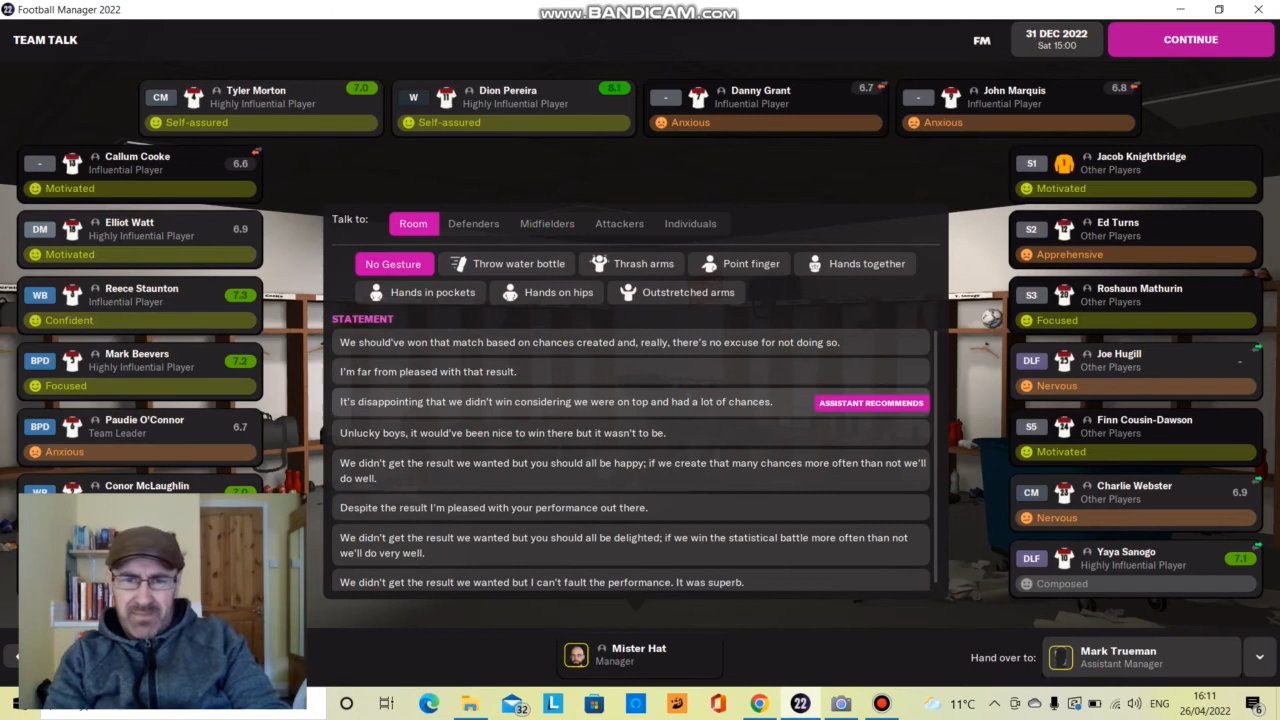 Football Manager 2022
www.BANDICAM.com
TEAM TALK
FM
31 DEC 2022
Sat 15:00
CONTINUE
CM
Tyler Morton
Highly Influential Player
7.0
Self-assured
W
Dion Pereira
Highly Influential Player
8.1
Self-assured
-
Danny Grant
Influential Player
6.7
Anxious
-
John Marquis
Influential Player
6.8
Anxious
-
Callum Cooke
Influential Player
6.6
Motivated
DM
Elliot Watt
Highly Influential Player
6.9
Motivated
WB
Reece Staunton
Influential Player
7.3
Confident
BPD
Mark Beevers
Highly Influential Player
7.2
Focused
BPD
Paudie O'Connor
Team Leader
6.7
Anxious
WB
Conor McLaughlin
7.0
Talk to:
Room
Defenders
Midfielders
Attackers
Individuals
No Gesture
Throw water bottle
Thrash arms
Point finger
Hands together
Hands in pockets
Hands on hips
Outstretched arms
STATEMENT
We should've won that match based on chances created and, really, there's no excuse for not doing so.
I'm far from pleased with that result.
It's disappointing that we didn't win considering we were on top and had a lot of chances.
ASSISTANT RECOMMENDS
Unlucky boys, it would've been nice to win there but it wasn't to be.
We didn't get the result we wanted but you should all be happy; if we create that many chances more often than not we'll
do well.
Despite the result I'm pleased with your performance out there.
We didn't get the result we wanted but you should all be delighted; if we win the statistical battle more often than not
we'll do very well.
We didn't get the result we wanted but I can't fault the performance. It was superb.
S1
Jacob Knightbridge
Other Players
Motivated
S2
Ed Turns
Other Players
Apprehensive
S3
Roshaun Mathurin
Other Players
Focused
DLF
Joe Hugill
Other Players
-
Nervous
S5
Finn Cousin-Dawson
Other Players
Motivated
CM
Charlie Webster
Other Players
6.9
Nervous
DLF
Yaya Sanogo
Highly Influential Player
7.1
Composed
Mister Hat
Manager
Hand over to:
Mark Trueman
Assistant Manager
32
22
11°C
ENG
16:11
26/04/2022
6